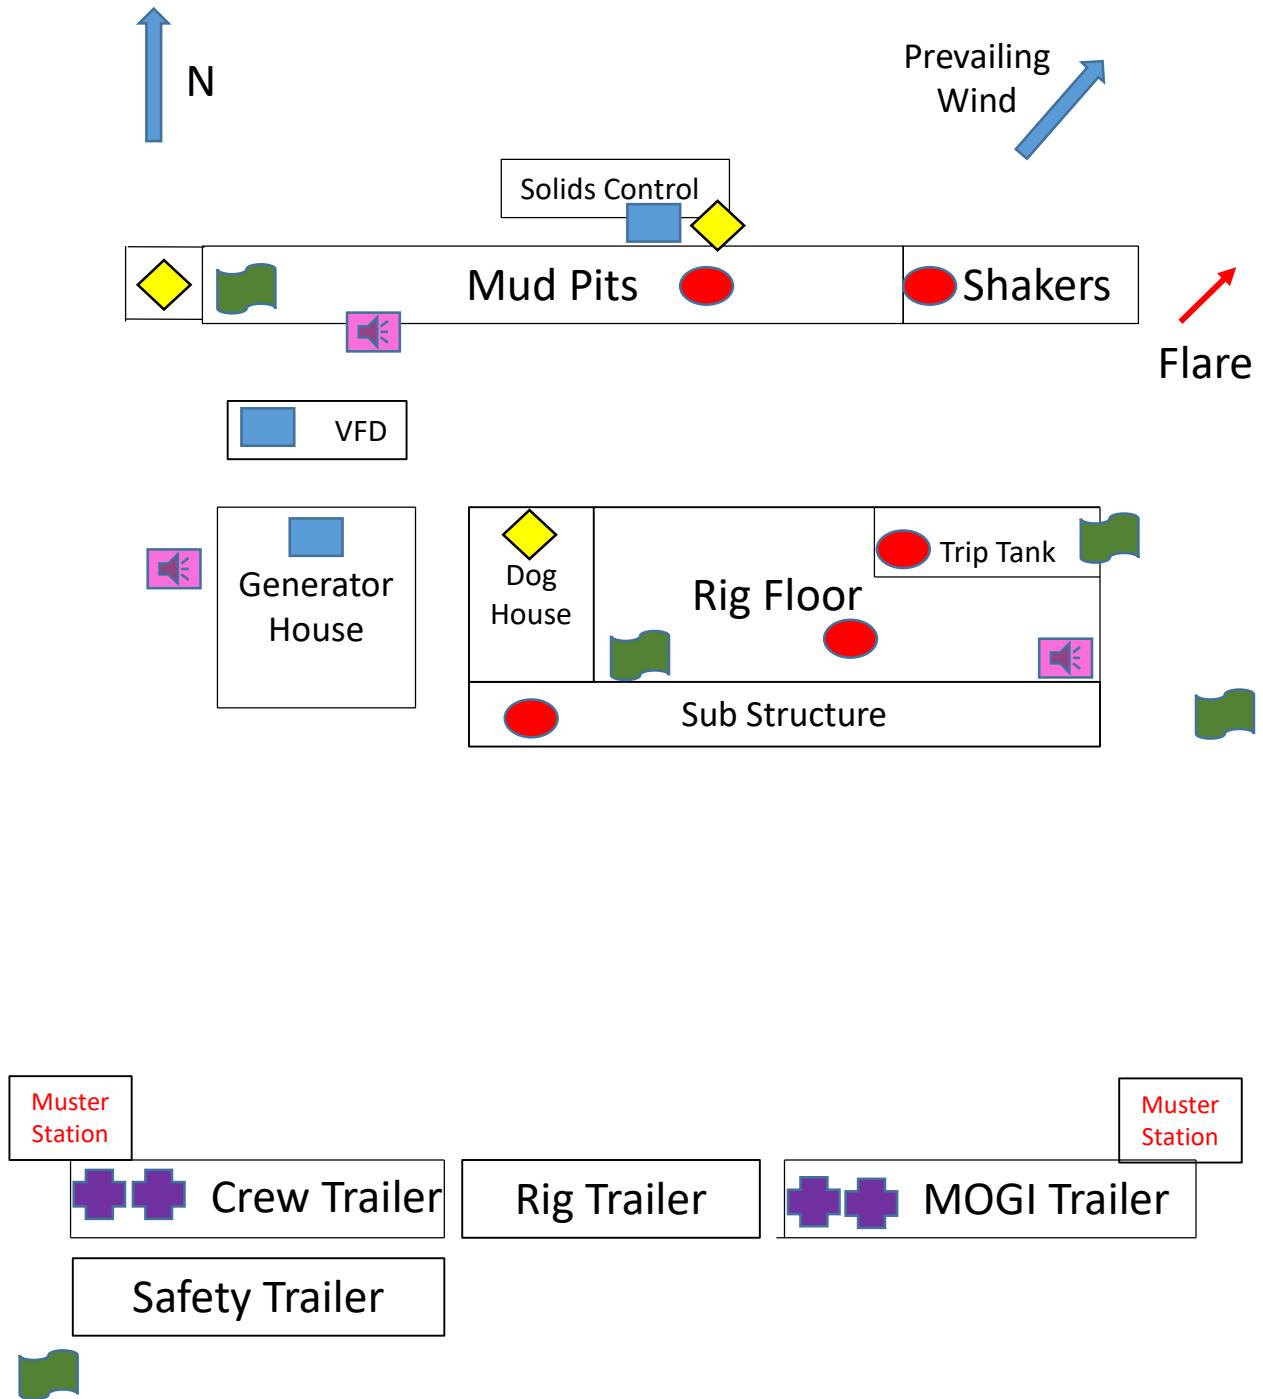 N
Prevailing
Wind
Solids Control
Mud Pits
Shakers
Flare
VFD
Generator
House
Dog
House
Rig Floor
Trip Tank
Sub Structure
Muster
Station
Muster
Station
Crew Trailer
Rig Trailer
MOGI Trailer
Safety Trailer